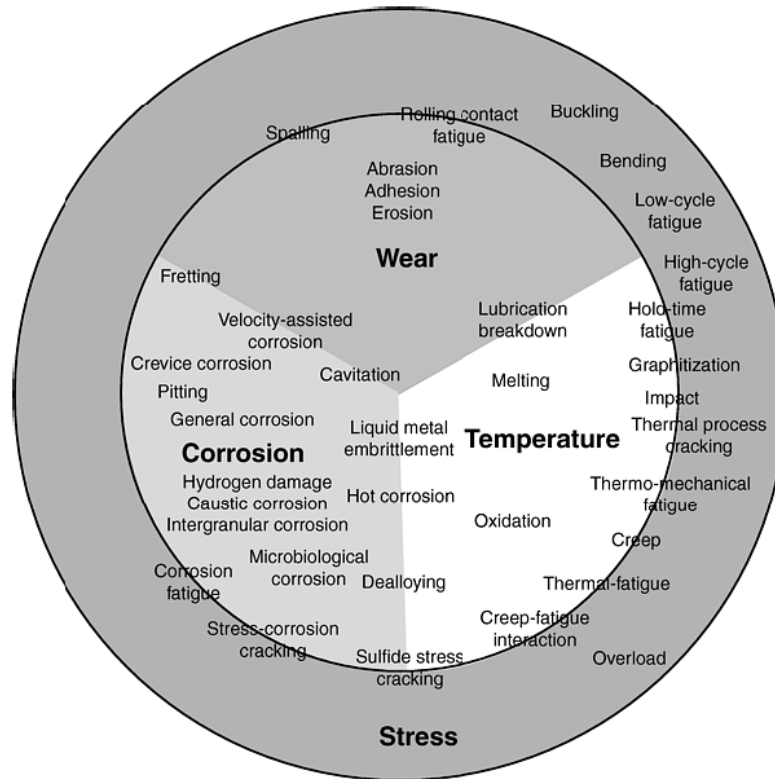 Spalling
Rolling contact
fatigue
Buckling
Bending
Abrasion
Adhesion
Erosion
Low-cycle
fatigue
Wear
High-cycle
fatigue
Fretting
Velocity-assisted
corrosion
Lubrication
breakdown
Holo-time
fatigue
Crevice corrosion
Cavitation
Melting
Graphitization
Pitting
Impact
General corrosion
Liquid metal
embrittlement
Temperature
Thermal process
cracking
Corrosion
Hydrogen damage
Caustic corrosion
Intergranular corrosion
Hot corrosion
Thermo-mechanical
fatigue
Oxidation
Creep
Microbiological
corrosion
Corrosion
fatigue
Dealloying
Thermal-fatigue
Stress-corrosion
cracking
Creep-fatigue
interaction
Sulfide stress
cracking
Overload
Stress